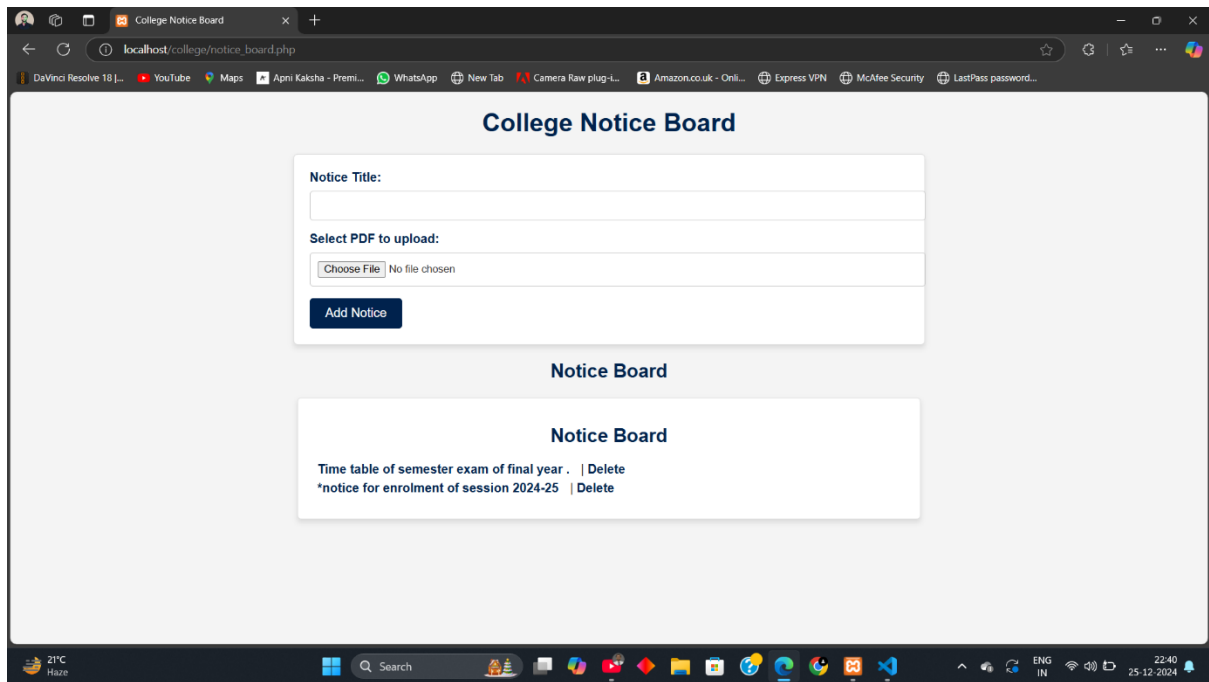 College Notice Board
localhost/college/notice_board.php
DaVinci Resolve 18 |... YouTube Maps Apni Kaksha - Premi... WhatsApp New Tab Camera Raw plug-i... Amazon.co.uk - Onli... Express VPN McAfee Security LastPass password...
College Notice Board
Notice Title:
Select PDF to upload:
Choose File No file chosen
Add Notice
Notice Board
Notice Board
Time table of semester exam of final year . | Delete
*notice for enrolment of session 2024-25 | Delete
21°C
Haze
Search
ENG
IN
22:40
25-12-2024